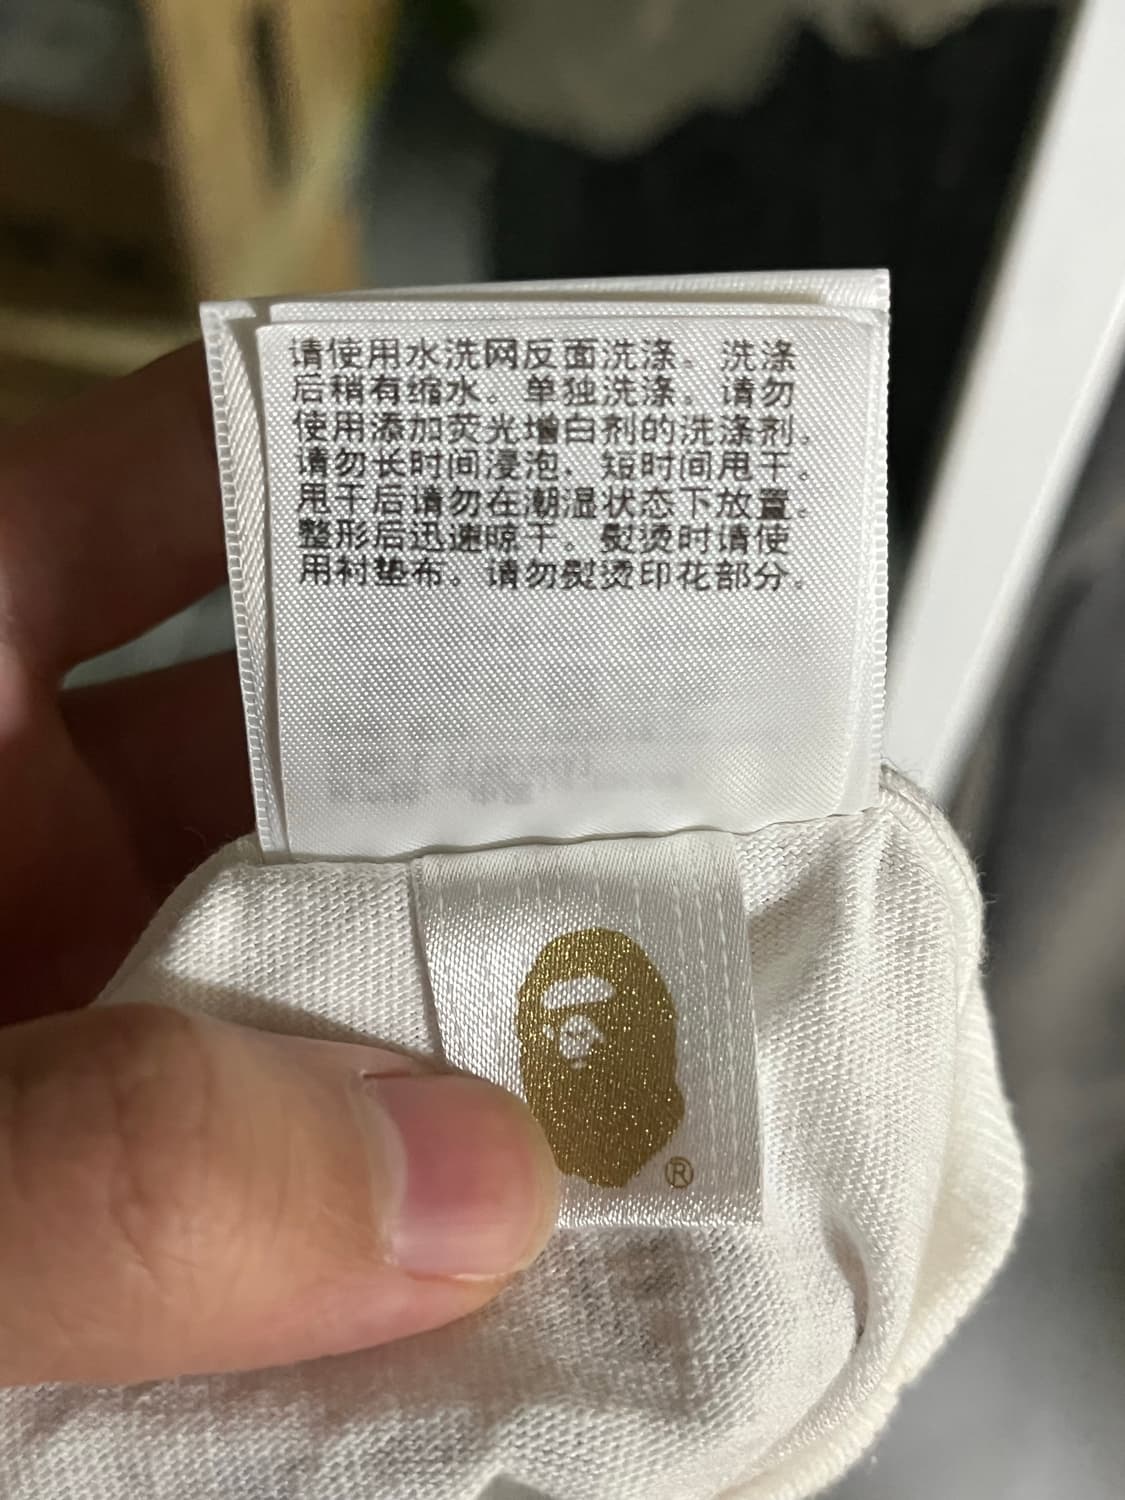 请使用水洗网反面洗涤。洗涤
后稍有缩水。单独洗涤。请勿
使用添加荧光增白剂的洗涤剂。
请勿长时间浸泡，短时间甩干。
甩干后请勿在潮湿状态下放置。
整形后迅速晾干。熨烫时请使
用衬垫布。请勿熨烫印花部分。
®